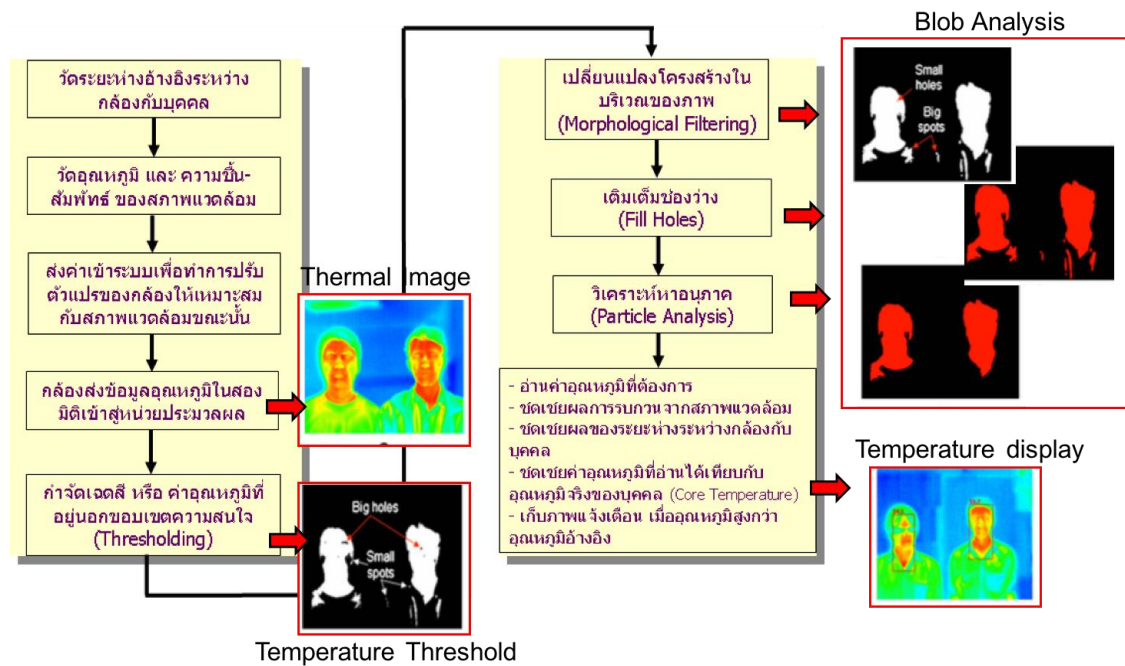 วัดระยะห่างอ้างอิงระหว่าง
กล้องกับบุคคล
วัดอุณหภูมิ และ ความชื้น-
สัมพัทธ์ ของสภาพแวดล้อม
ส่งค่าเข้าระบบเพื่อทำการปรับ
ตัวแปรของกล้องให้เหมาะสม
กับสภาพแวดล้อมขณะนั้น
กล้องส่งข้อมูลอุณหภูมิในสอง
มิติเข้าสู่หน่วยประมวลผล
กำจัดเฉดสี หรือ ค่าอุณหภูมิที่
อยู่นอกขอบเขตความสนใจ
(Thresholding)
Thermal Image
Big holes
Small
spots
Temperature Threshold
เปลี่ยนแปลงโครงสร้างใน
บริเวณของภาพ
(Morphological Filtering)
เติมเต็มช่องว่าง
(Fill Holes)
วิเคราะห์หาอนุภาค
(Particle Analysis)
- อ่านค่าอุณหภูมิที่ต้องการ
- ชดเชยผลการรบกวนจากสภาพแวดล้อม
- ชดเชยผลของระยะห่างระหว่างกล้องกับ
บุคคล
- ชดเชยค่าอุณหภูมิที่อ่านได้เทียบกับ
อุณหภูมิจริงของบุคคล (Core Temperature)
- เก็บภาพแจ้งเตือน เมื่ออุณหภูมิสูงกว่า
อุณหภูมิอ้างอิง
Blob Analysis
Small
holes
Big
spots
Temperature display